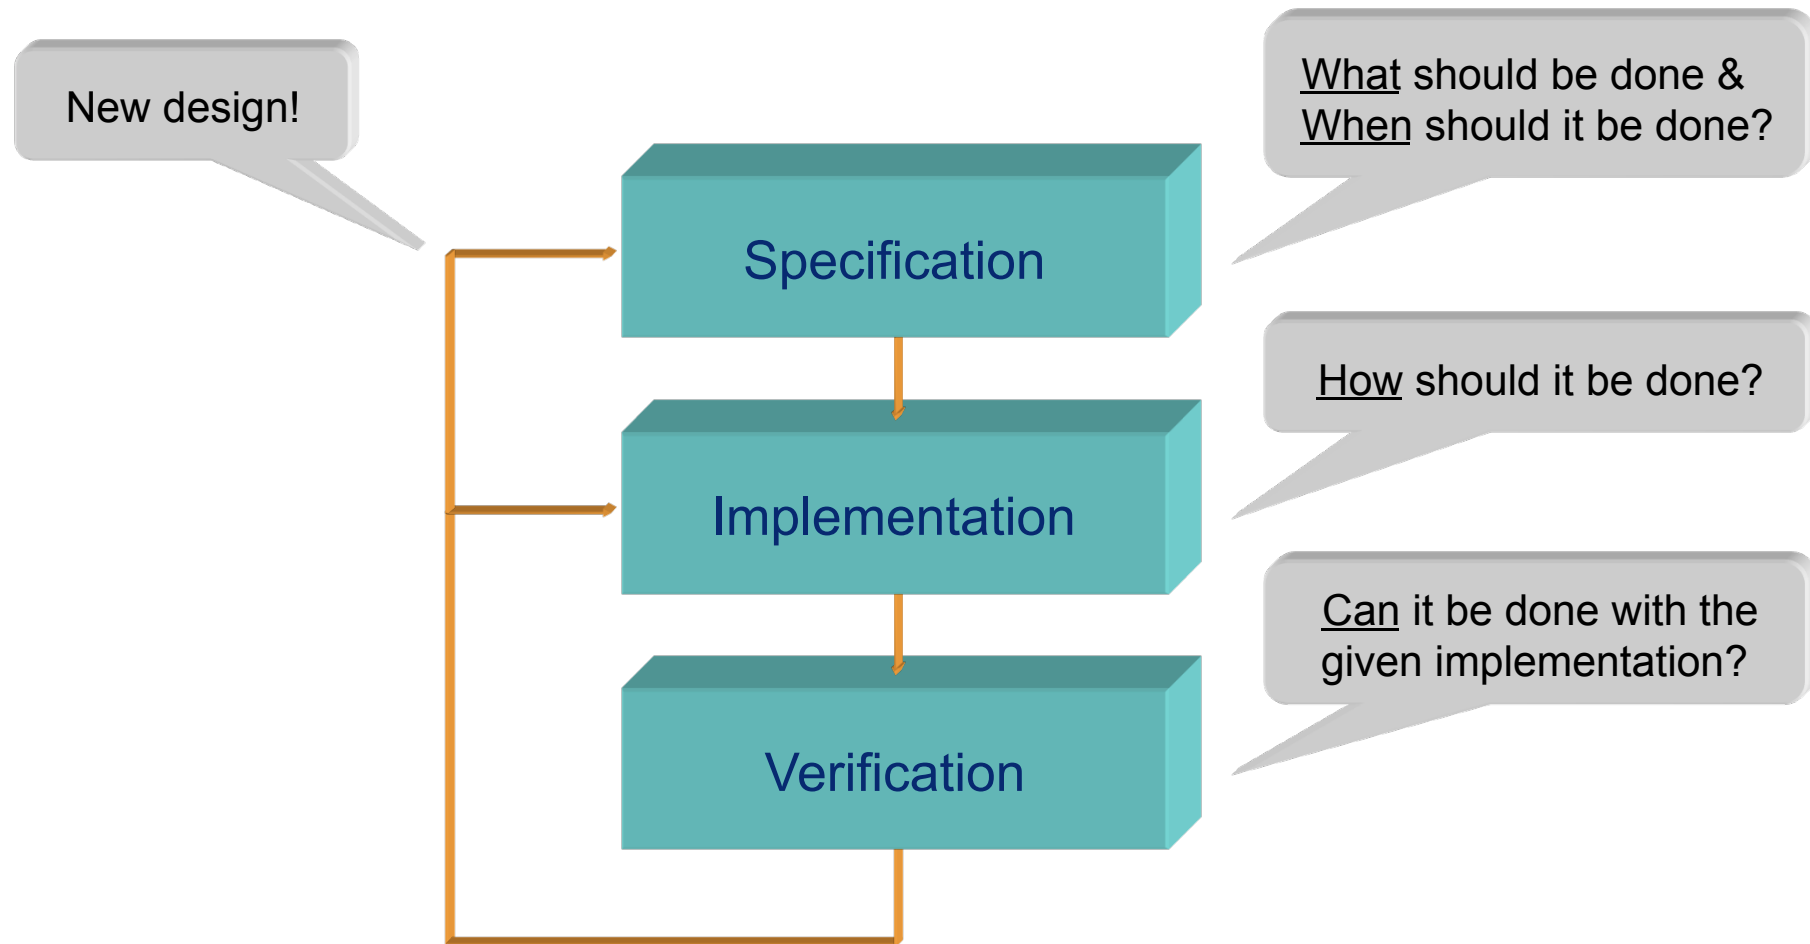 New design!
What should be done &
When should it be done?
Specification
How should it be done?
Implementation
Can it be done with the
given implementation?
Verification